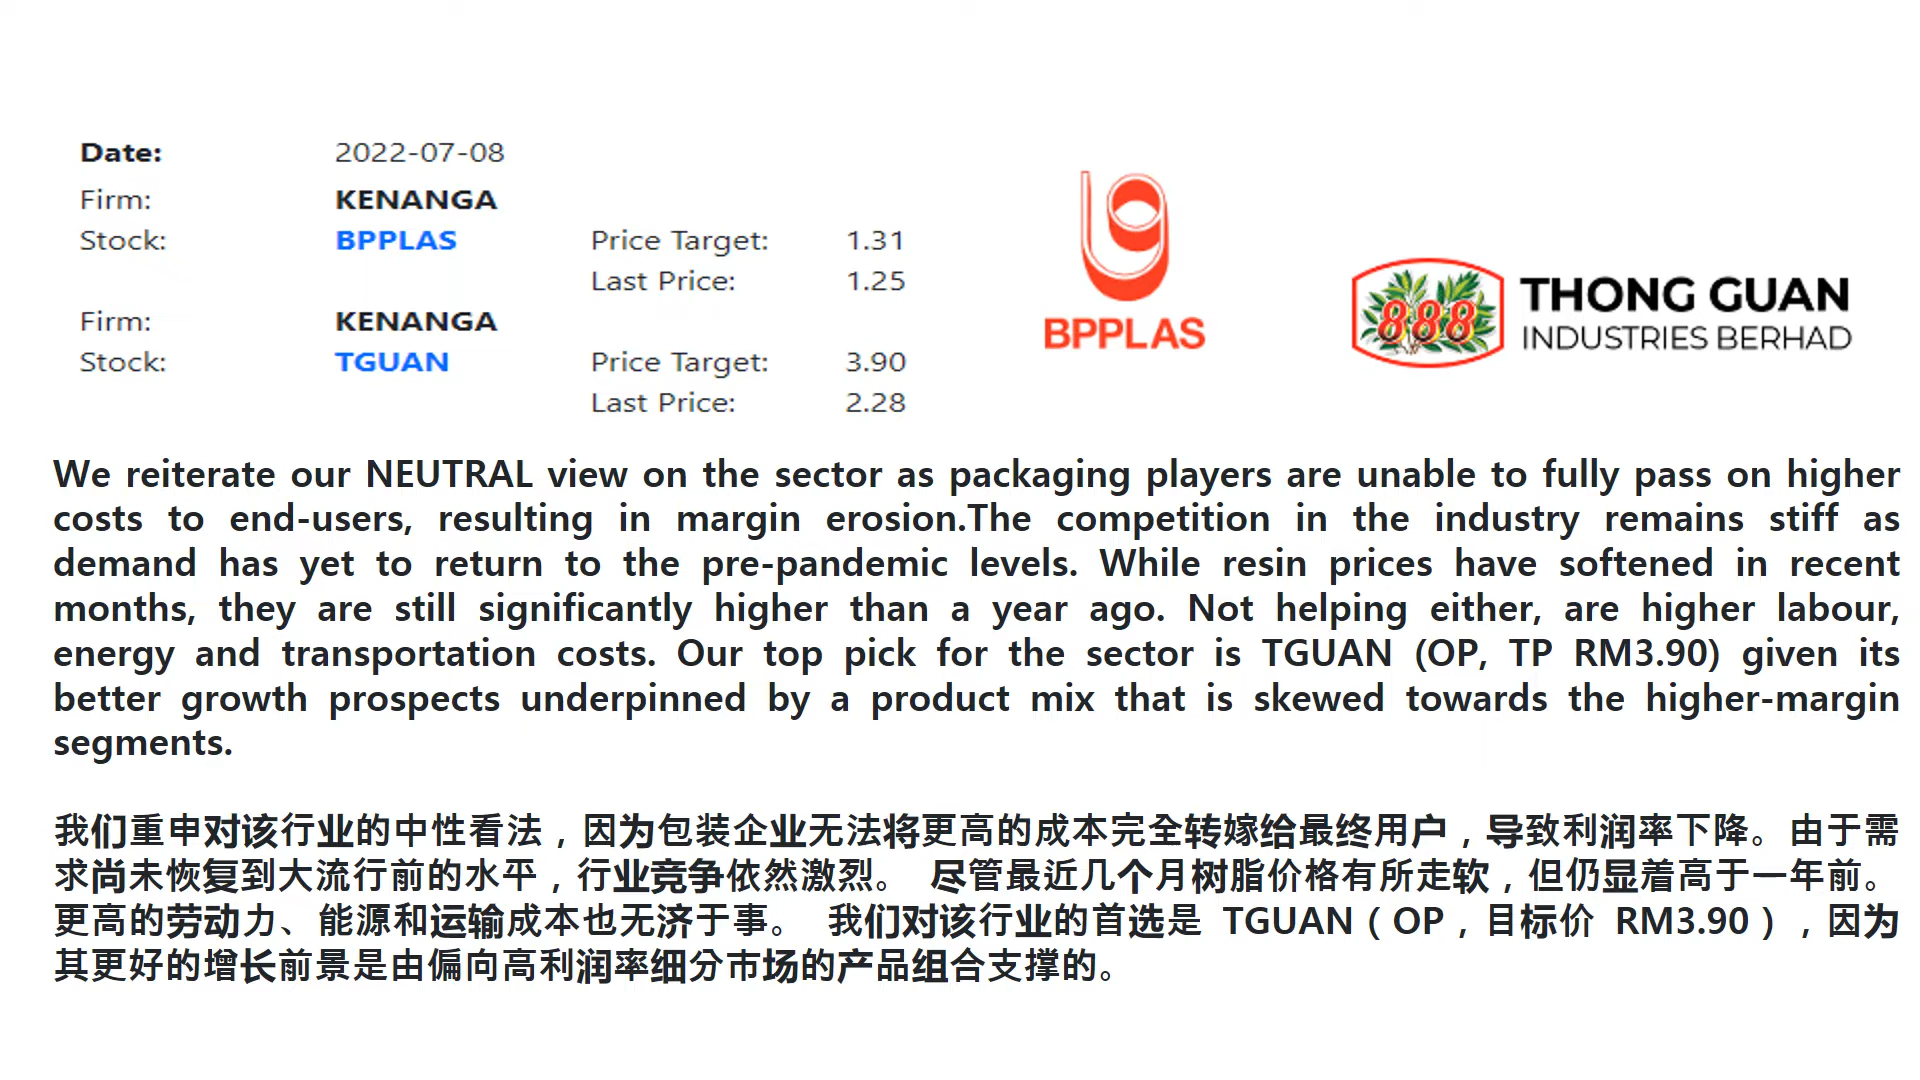 Date: 2022-07-08
Firm: KENANGA
Stock: BPPLAS Price Target: 1.31
Last Price: 1.25
Firm: KENANGA
Stock: TGUAN Price Target: 3.90
Last Price: 2.28
BPPLAS
888
THONG GUAN
INDUSTRIES BERHAD
We reiterate our NEUTRAL view on the sector as packaging players are unable to fully pass on higher
costs to end-users, resulting in margin erosion.The competition in the industry remains stiff as
demand has yet to return to the pre-pandemic levels. While resin prices have softened in recent
months, they are still significantly higher than a year ago. Not helping either, are higher labour,
energy and transportation costs. Our top pick for the sector is TGUAN (OP, TP RM3.90) given its
better growth prospects underpinned by a product mix that is skewed towards the higher-margin
segments.
我们重申对该行业的中性看法，因为包装企业无法将更高的成本完全转嫁给最终用户，导致利润率下降。由于需
求尚未恢复到大流行前的水平，行业竞争依然激烈。 尽管最近几个月树脂价格有所走软，但仍显着高于一年前。
更高的劳动力、能源和运输成本也无济于事。 我们对该行业的首选是 TGUAN（OP，目标价 RM3.90），因为
其更好的增长前景是由偏向高利润率细分市场的产品组合支撑的。